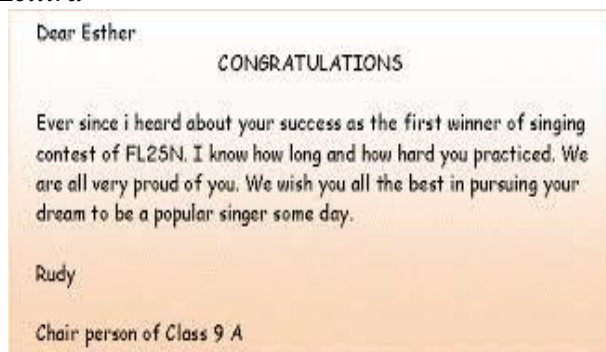 Dear Esther
CONGRATULATIONS
Ever since i heard about your success as the first winner of singing
contest of FL2SN. I know how long and how hard you practiced. We
are all very proud of you. We wish you all the best in pursuing your
dream to be a popular singer some day.
Rudy
Chair person of Class 9 A